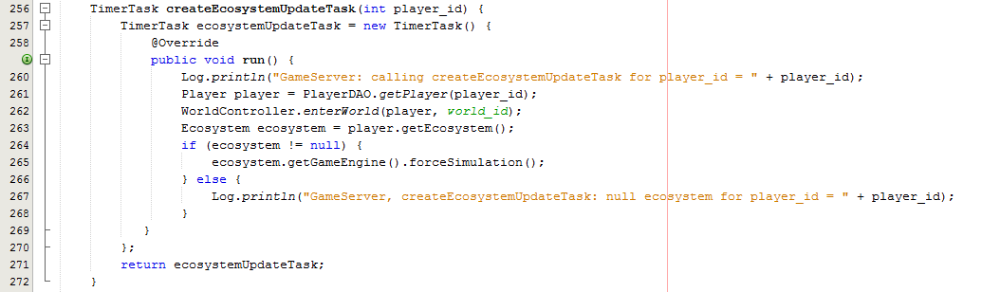 256 TimerTask createEcosystemUpdateTask(int player_id) {
257 TimerTask ecosystemUpdateTask = new TimerTask() {
258 @Override
public void run() {
260 Log.println("GameServer: calling createEcosystemUpdateTask for player_id = " + player_id);
261 Player player = PlayerDAO.getPlayer(player_id);
262 WorldController.enterWorld(player, world_id);
263 Ecosystem ecosystem = player.getEcosystem();
264 if (ecosystem != null) {
265 ecosystem.getGameEngine().forceSimulation();
266 } else {
267 Log.println("GameServer, createEcosystemUpdateTask: null ecosystem for player_id = " + player_id);
268 }
269 }
270 };
271 return ecosystemUpdateTask;
272 }